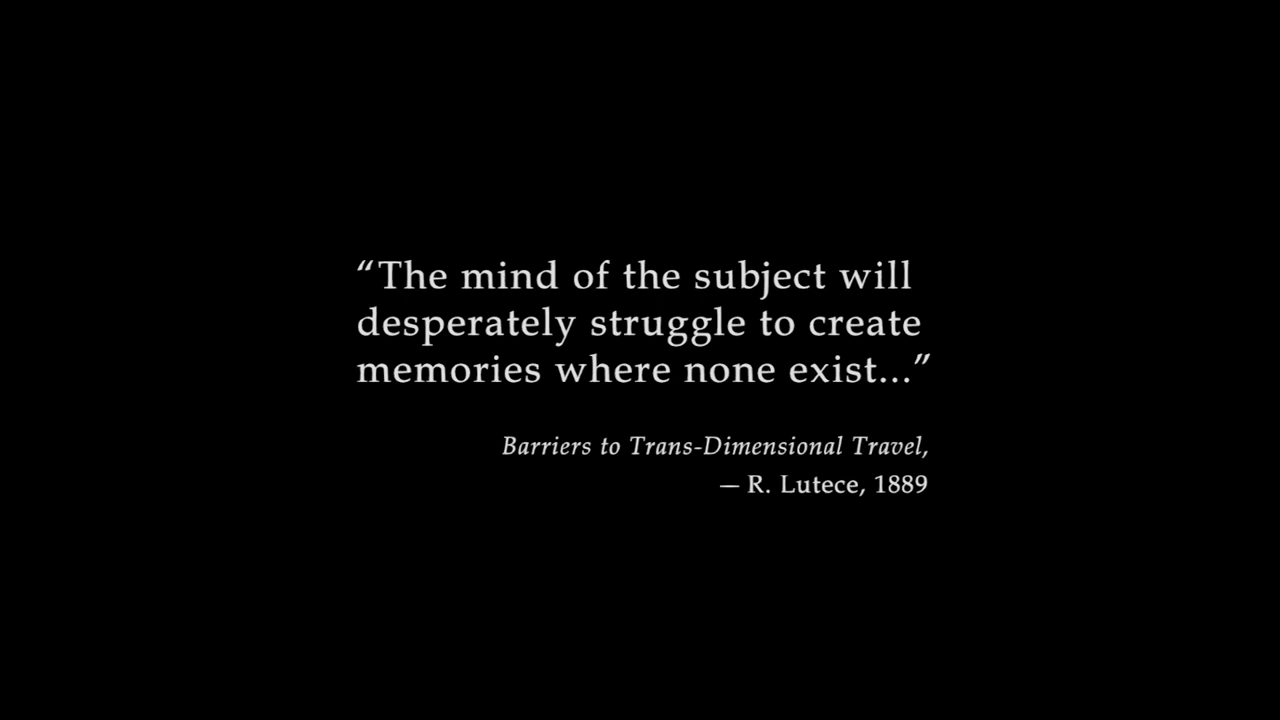 “The mind of the subject will
desperately struggle to create
memories where none exist...”
Barriers to Trans-Dimensional Travel,
— R. Lutece, 1889